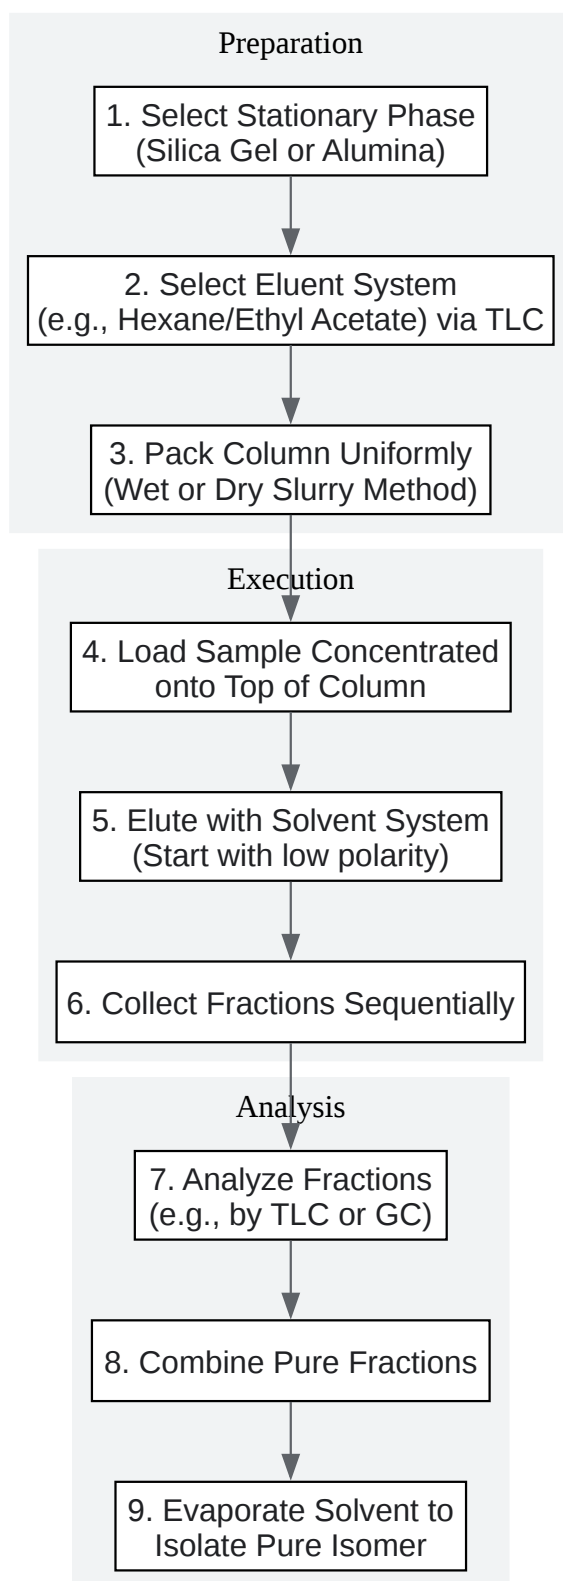 Preparation
1. Select Stationary Phase
(Silica Gel or Alumina)
2. Select Eluent System
(e.g., Hexane/Ethyl Acetate) via TLC
3. Pack Column Uniformly
(Wet or Dry Slurry Method)
Execution
4. Load Sample Concentrated
onto Top of Column
5. Elute with Solvent System
(Start with low polarity)
6. Collect Fractions Sequentially
Analysis
7. Analyze Fractions
(e.g., by TLC or GC)
8. Combine Pure Fractions
9. Evaporate Solvent to
Isolate Pure Isomer